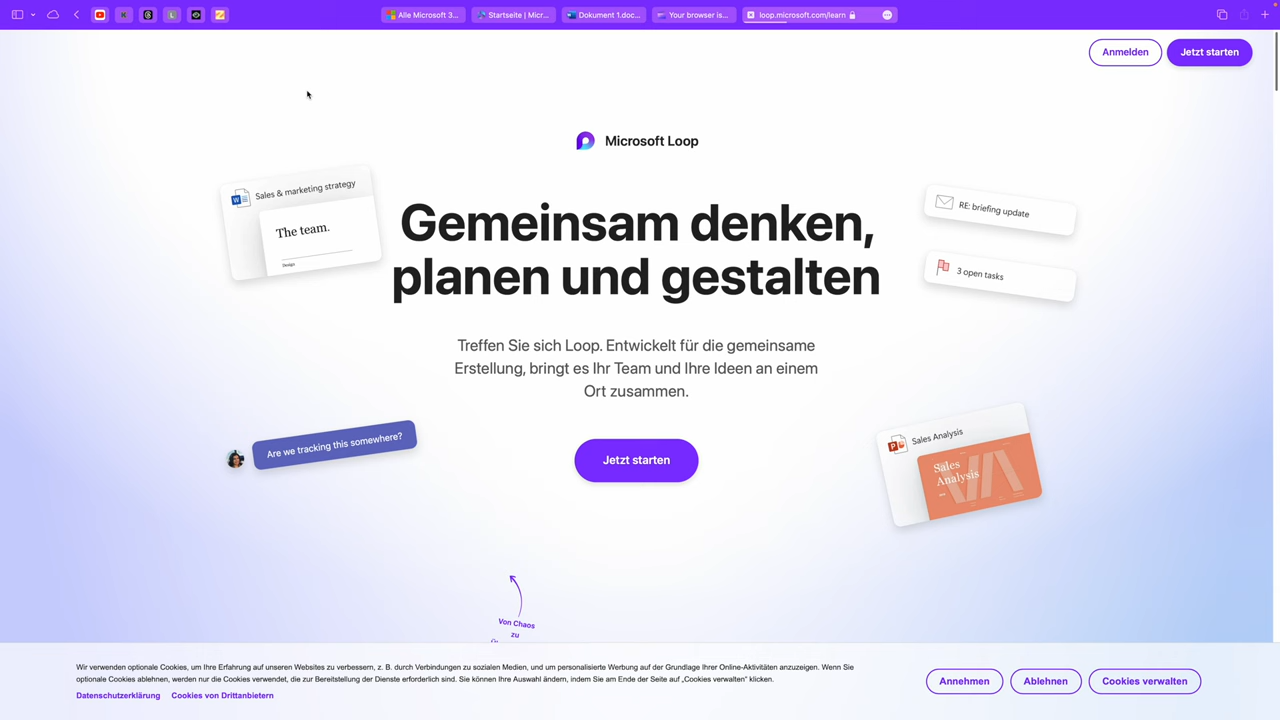 Alle Microsoft 3...
Startseite | Micr...
Dokument 1.doc...
Your browser is...
loop.microsoft.com/learn
Anmelden
Jetzt starten
Microsoft Loop
Sales & marketing strategy
The team.
Design
RE: briefing update
3 open tasks
Gemeinsam denken,
planen und gestalten
Treffen Sie sich Loop. Entwickelt für die gemeinsame
Erstellung, bringt es Ihr Team und Ihre Ideen an einem
Ort zusammen.
Are we tracking this somewhere?
Jetzt starten
Sales Analysis
Sales
Analysis
Von Chaos
zu
Wir verwenden optionale Cookies, um Ihre Erfahrung auf unseren Websites zu verbessern, z. B. durch Verbindungen zu sozialen Medien, und um personalisierte Werbung auf der Grundlage Ihrer Online-Aktivitäten anzuzeigen. Wenn Sie
optionale Cookies ablehnen, werden nur die Cookies verwendet, die zur Bereitstellung der Dienste erforderlich sind. Sie können Ihre Auswahl ändern, indem Sie am Ende der Seite auf „Cookies verwalten" klicken.
Datenschutzerklärung Cookies von Drittanbietern
Annehmen
Ablehnen
Cookies verwalten